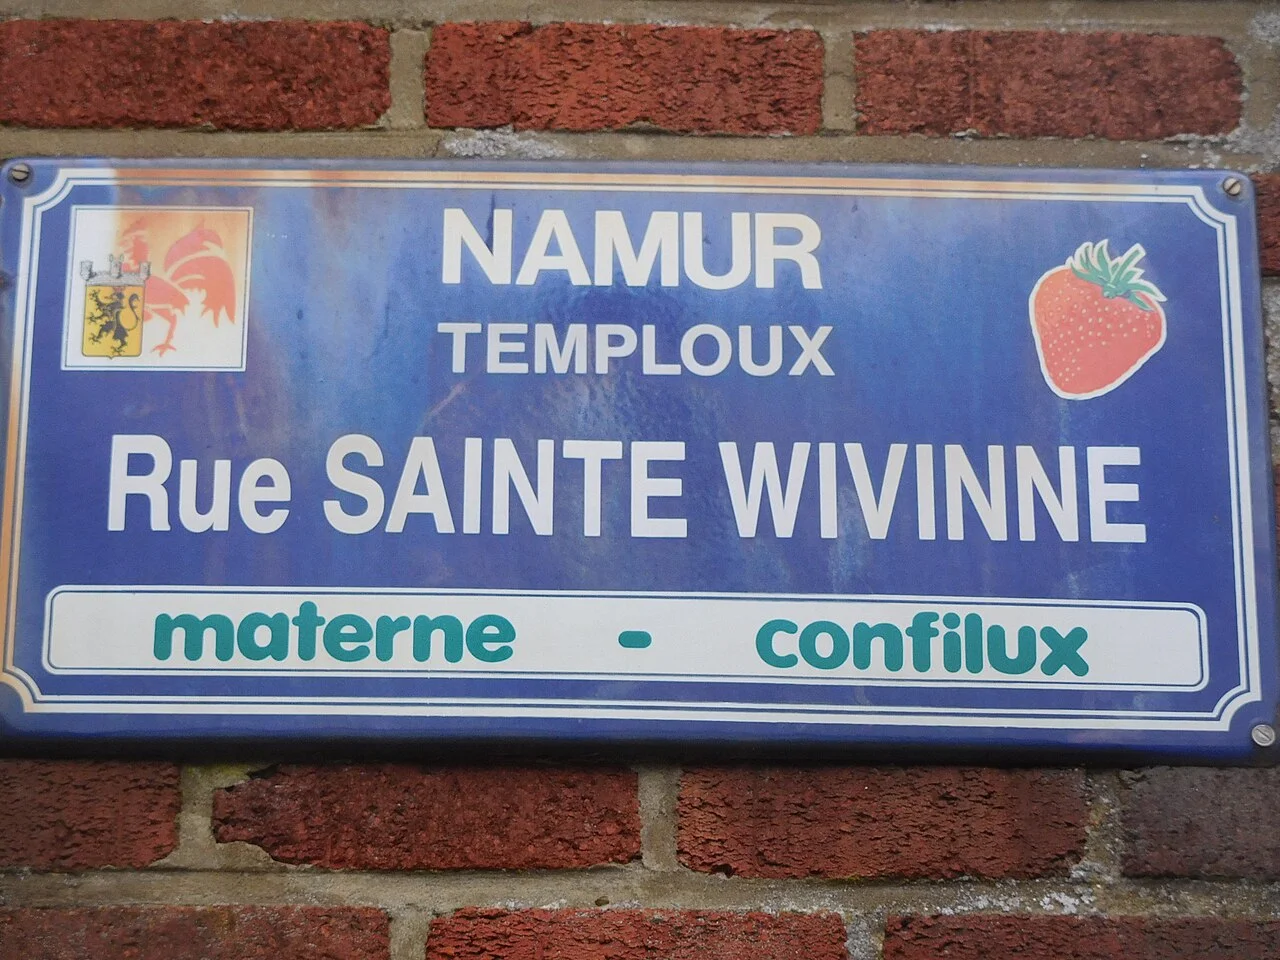 NAMUR
TEMPLOUX
Rue SAINTE WIVINNE
materne - confilux